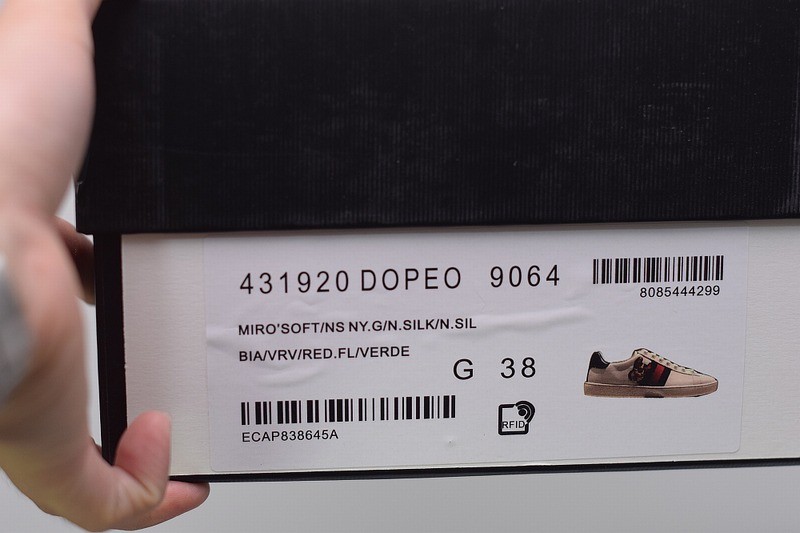 431920 DOPEO 9064
8085444299
MIRO'SOFT/NS NY.G/N.SILK/N.SIL
BIA/VRV/RED.FL/VERDE
G 38
ECAP838645A
RFID